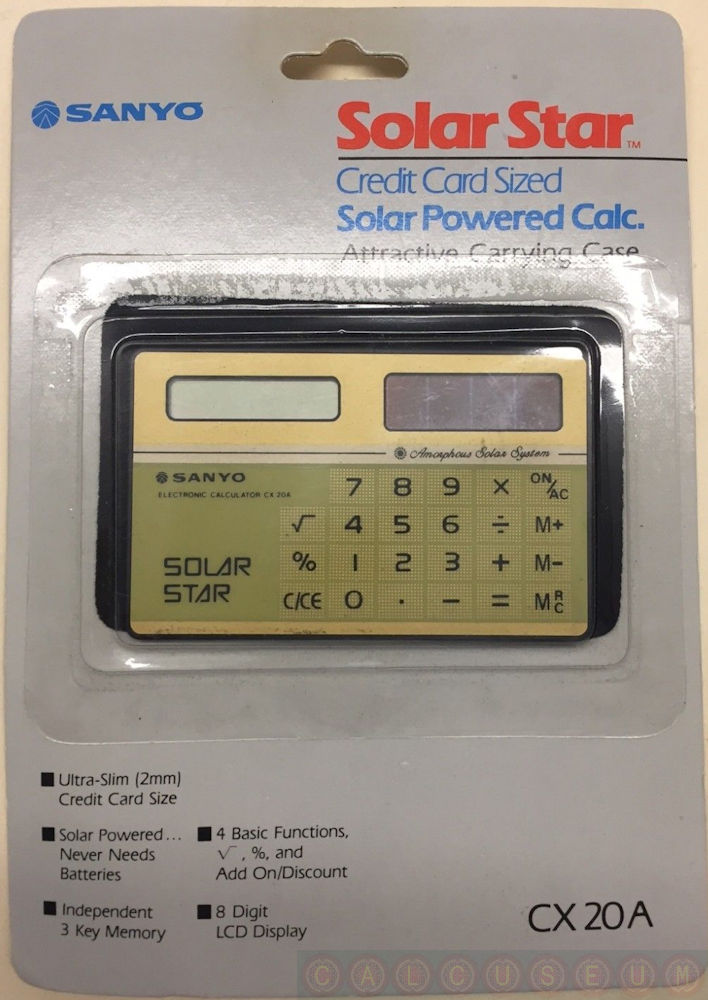 SANYO
Solar Star™
Credit Card Sized
Solar Powered Calc.
Attractive Carrying Case
Amorphous Solar System
SANYO
ELECTRONIC CALCULATOR CX 20A
SOLAR
STAR
7 8 9 × ON/AC
√ 4 5 6 ÷ M+
% 1 2 3 + M−
C/CE 0 . − = MRC
Ultra-Slim (2mm)
Credit Card Size
Solar Powered...
Never Needs
Batteries
Independent
3 Key Memory
4 Basic Functions,
√ , %, and
Add On/Discount
8 Digit
LCD Display
CX 20 A
CALCUSEUM